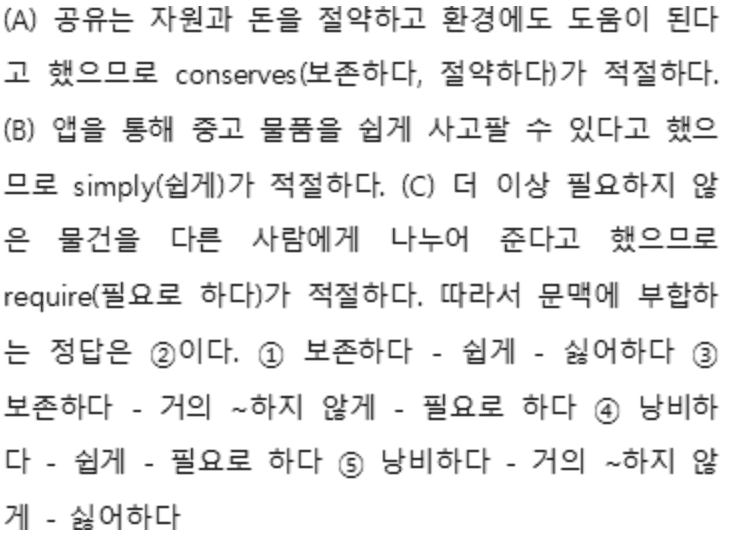 (A) 공유는 자원과 돈을 절약하고 환경에도 도움이 된다
고 했으므로 conserves(보존하다, 절약하다)가 적절하다.
(B) 앱을 통해 중고 물품을 쉽게 사고팔 수 있다고 했으
므로 simply(쉽게)가 적절하다. (C) 더 이상 필요하지 않
은 물건을 다른 사람에게 나누어 준다고 했으므로
require(필요로 하다)가 적절하다. 따라서 문맥에 부합하
는 정답은 ②이다. ① 보존하다 - 쉽게 - 싫어하다 ③
보존하다 - 거의 ~하지 않게 - 필요로 하다 ④ 낭비하
다 - 쉽게 - 필요로 하다 ⑤ 낭비하다 - 거의 ~하지 않
게 - 싫어하다